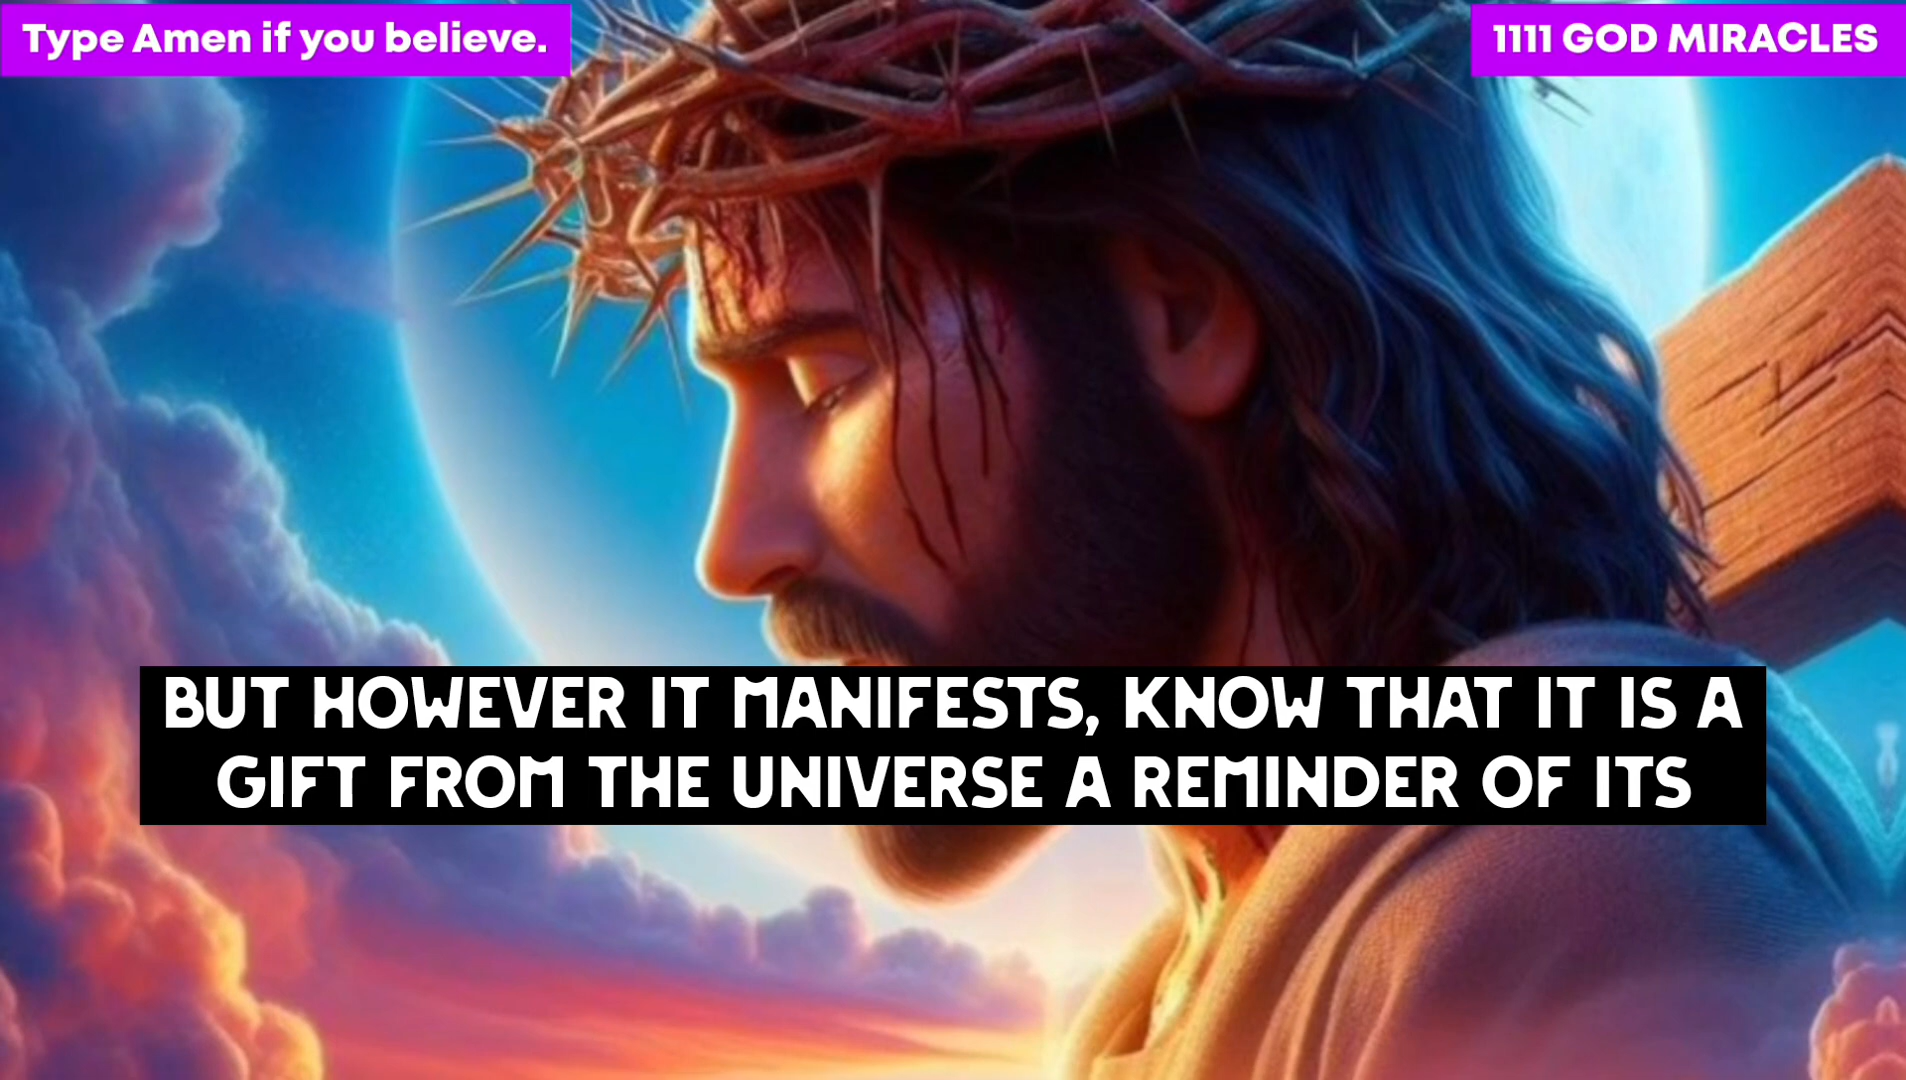 Type Amen if you believe.
1111 GOD MIRACLES
BUT HOWEVER IT MANIFESTS, KNOW THAT IT IS A
GIFT FROM THE UNIVERSE A REMINDER OF ITS